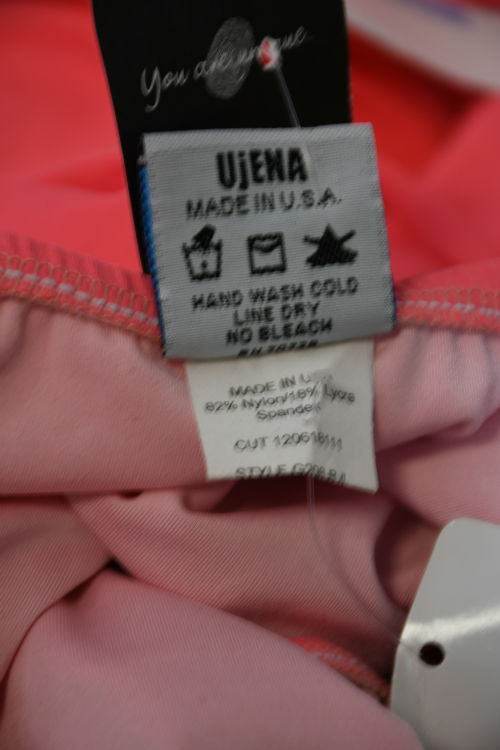 You are unique.
UjENA
MADE IN U.S.A.
HAND WASH COLD
LINE DRY
NO BLEACH
MADE IN U.
82% Nylon/18% Lycra
Spandex
CUT 120618111